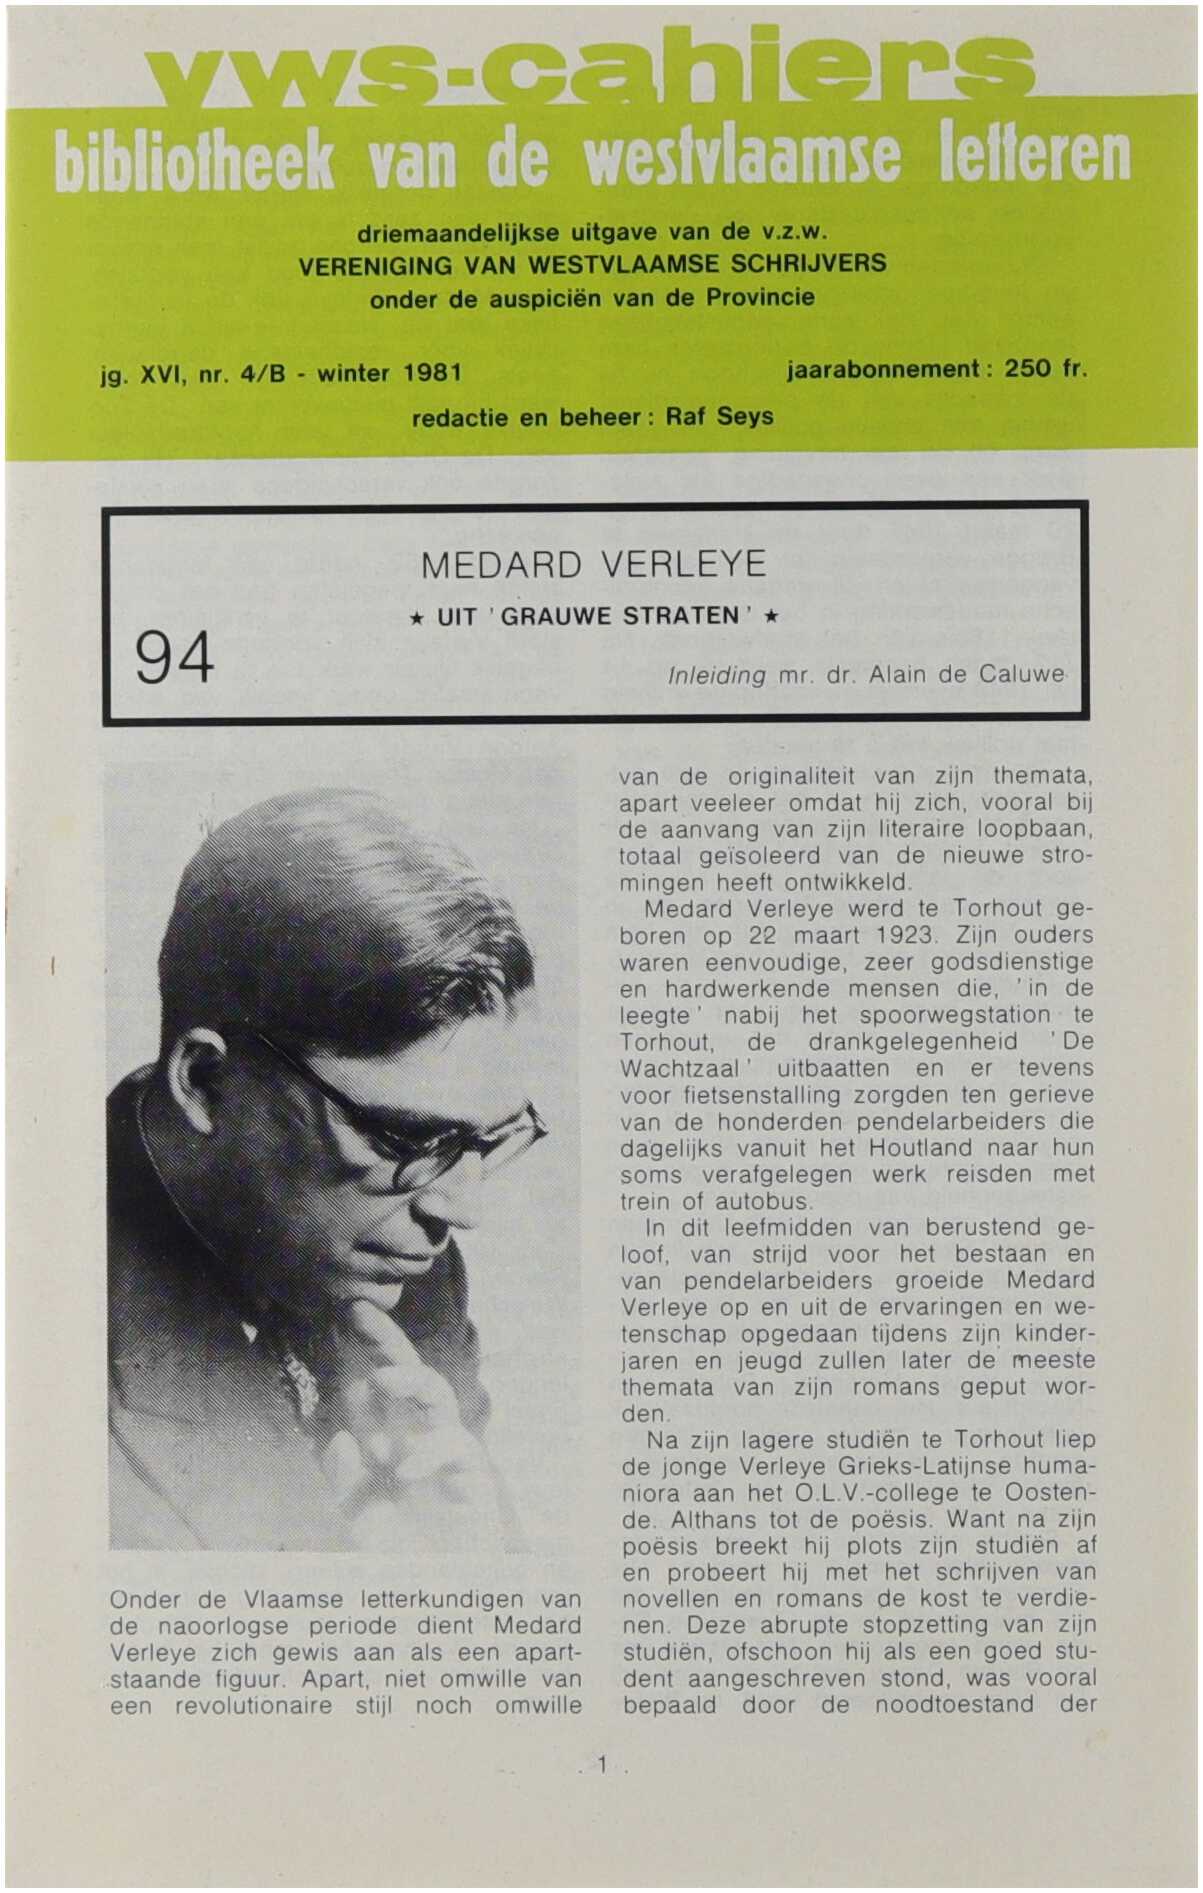 vws-cahiers
bibliotheek van de westvlaamse letteren
driemaandelijkse uitgave van de v.z.w.
VERENIGING VAN WESTVLAAMSE SCHRIJVERS
onder de auspiciën van de Provincie
jg. XVI, nr. 4/B - winter 1981
jaarabonnement : 250 fr.
redactie en beheer : Raf Seys
MEDARD VERLEYE
★ UIT ' GRAUWE STRATEN ' ★
94
Inleiding mr. dr. Alain de Caluwe
Onder de Vlaamse letterkundigen van
de naoorlogse periode dient Medard
Verleye zich gewis aan als een apart-
staande figuur. Apart, niet omwille van
een revolutionaire stijl noch omwille
van de originaliteit van zijn themata,
apart veeleer omdat hij zich, vooral bij
de aanvang van zijn literaire loopbaan,
totaal geïsoleerd van de nieuwe stro-
mingen heeft ontwikkeld.
Medard Verleye werd te Torhout ge-
boren op 22 maart 1923. Zijn ouders
waren eenvoudige, zeer godsdienstige
en hardwerkende mensen die, ' in de
leegte ' nabij het spoorwegstation te
Torhout, de drankgelegenheid ' De
Wachtzaal ' uitbaatten en er tevens
voor fietsenstalling zorgden ten gerieve
van de honderden pendelarbeiders die
dagelijks vanuit het Houtland naar hun
soms verafgelegen werk reisden met
trein of autobus.
In dit leefmidden van berustend ge-
loof, van strijd voor het bestaan en
van pendelarbeiders groeide Medard
Verleye op en uit de ervaringen en we-
tenschap opgedaan tijdens zijn kinder-
jaren en jeugd zullen later de meeste
themata van zijn romans geput wor-
den.
Na zijn lagere studiën te Torhout liep
de jonge Verleye Grieks-Latijnse huma-
niora aan het O.L.V.-college te Oosten-
de. Althans tot de poësis. Want na zijn
poësis breekt hij plots zijn studiën af
en probeert hij met het schrijven van
novellen en romans de kost te verdie-
nen. Deze abrupte stopzetting van zijn
studiën, ofschoon hij als een goed stu-
dent aangeschreven stond, was vooral
bepaald door de noodtoestand der
1